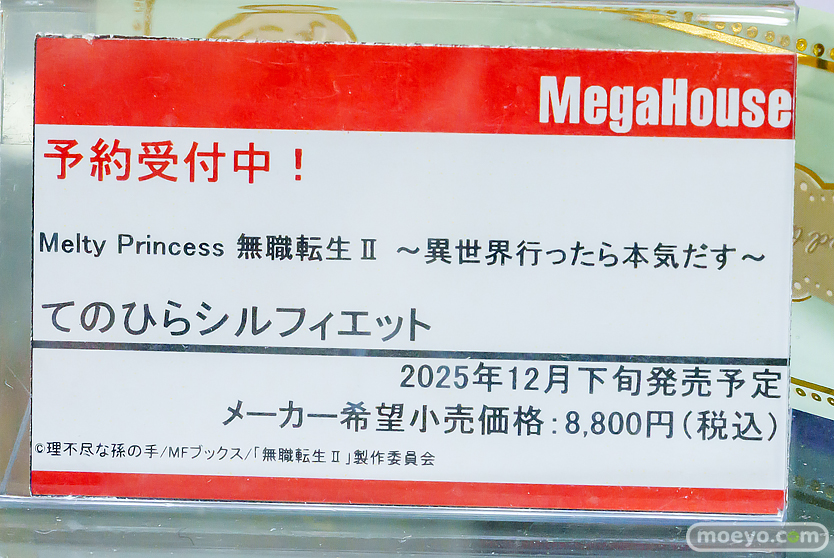 MegaHouse
予約受付中！
Melty Princess 無職転生Ⅱ ～異世界行ったら本気だす～
てのひらシルフィエット
2025年12月下旬発売予定
メーカー希望小売価格：8,800円（税込）
©理不尽な孫の手/MFブックス/「無職転生Ⅱ」製作委員会
moeyo.com